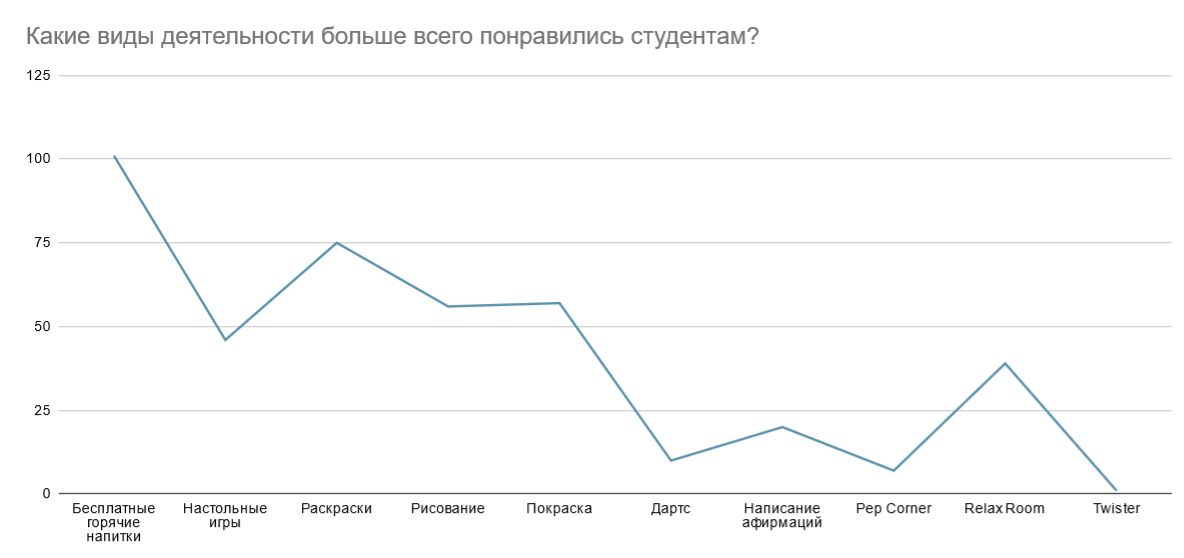 Какие виды деятельности больше всего понравились студентам?
125
100
75
50
25
0
Бесплатные
горячие
напитки
Настольные
игры
Раскраски
Рисование
Покраска
Дартс
Написание
афирмаций
Pep Corner
Relax Room
Twister